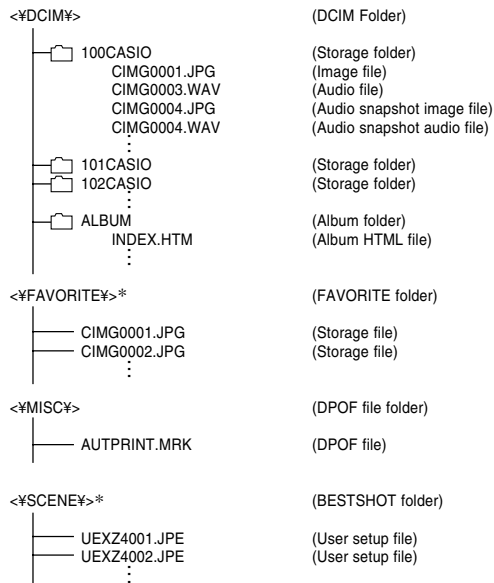 <¥DCIM¥> (DCIM Folder)
100CASIO (Storage folder)
CIMG0001.JPG (Image file)
CIMG0003.WAV (Audio file)
CIMG0004.JPG (Audio snapshot image file)
CIMG0004.WAV (Audio snapshot audio file)
101CASIO (Storage folder)
102CASIO (Storage folder)
ALBUM (Album folder)
INDEX.HTM (Album HTML file)
<¥FAVORITE¥>* (FAVORITE folder)
CIMG0001.JPG (Storage file)
CIMG0002.JPG (Storage file)
<¥MISC¥> (DPOF file folder)
AUTPRINT.MRK (DPOF file)
<¥SCENE¥>* (BESTSHOT folder)
UEXZ4001.JPE (User setup file)
UEXZ4002.JPE (User setup file)